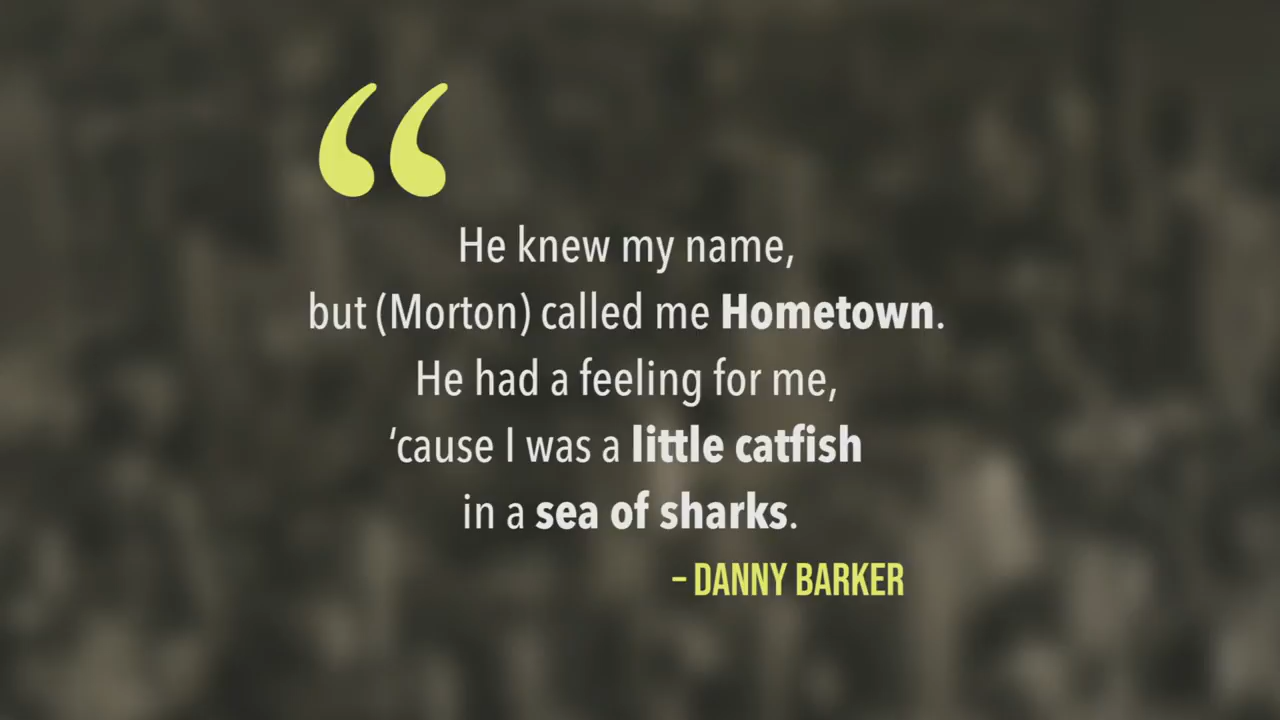 “
He knew my name,
but (Morton) called me Hometown.
He had a feeling for me,
‘cause I was a little catfish
in a sea of sharks.
– DANNY BARKER